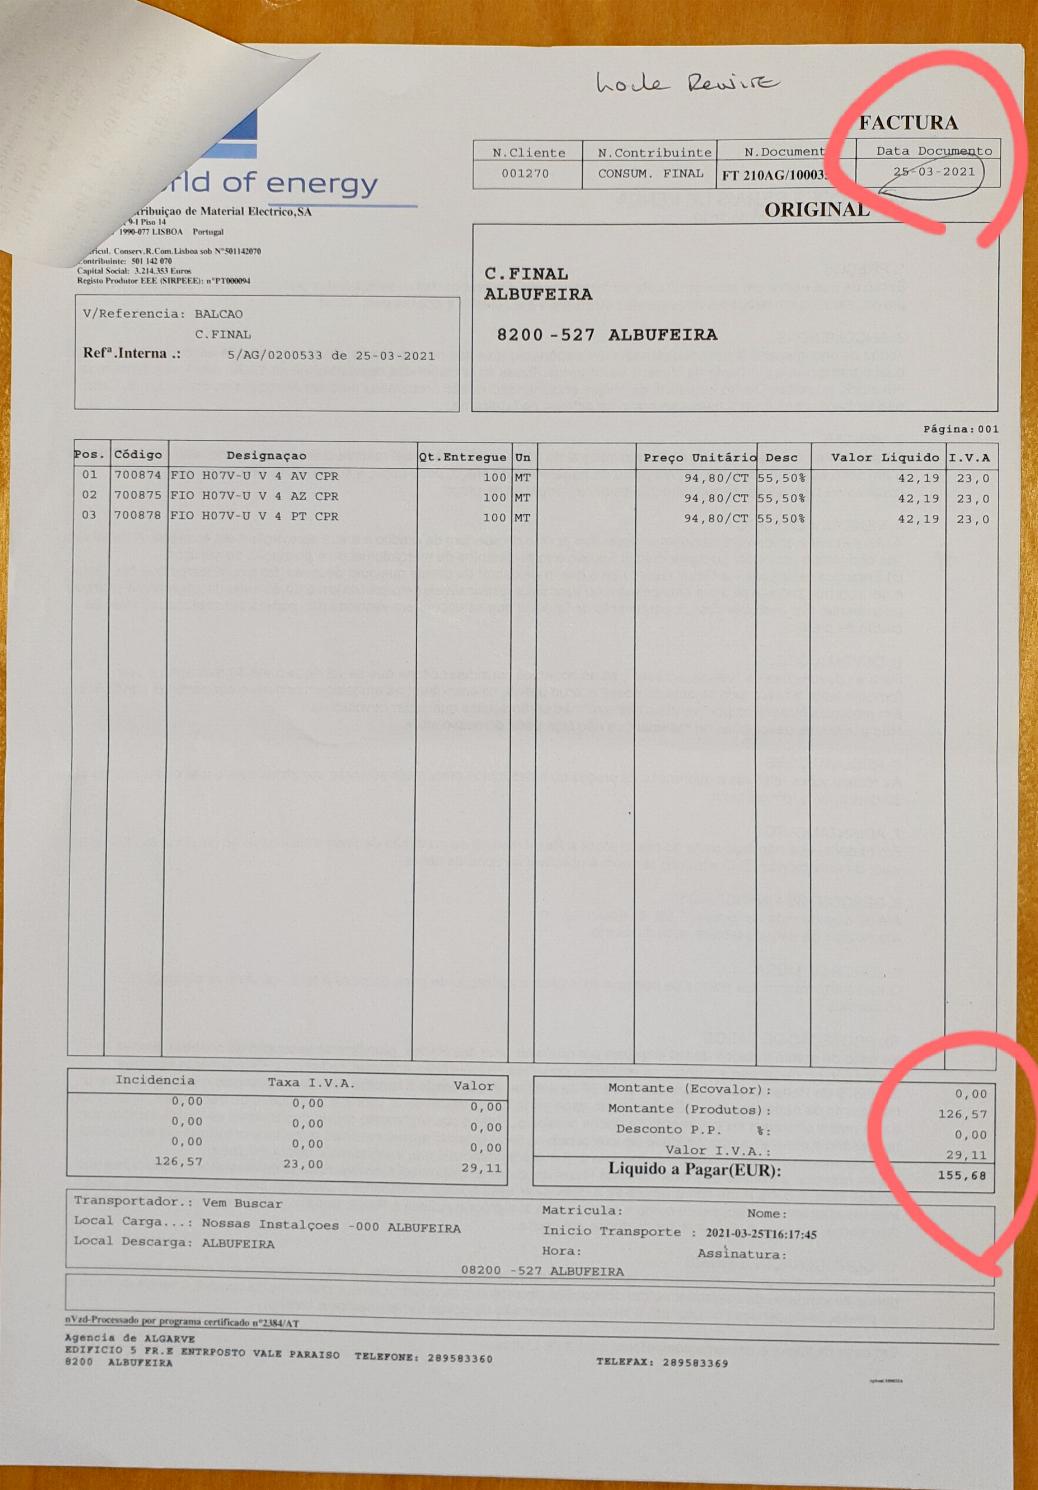 Rewire
FACTURA
N.Cliente N.Contribuinte N.Document Data Documento
001270 CONSUM. FINAL FT 210AG/1000 25-03-2021
rld of energy
ORIGINAL
tribuiçao de Material Electrico,SA
9-I Piso 14
1990-077 LISBOA Portugal
ricul. Conserv.R.Com.Lisboa sob Nº501142070
ontribuinte: 501 142 070
Capital Social: 3.214.353 Euros
Registo Produtor EEE (SIRPEEE): nºPT000094
C.FINAL
ALBUFEIRA
8200 -527 ALBUFEIRA
V/Referencia: BALCAO
C.FINAL
Refª.Interna .: 5/AG/0200533 de 25-03-2021
Página:001
Pos. Código Designaçao Qt.Entregue Un Preço Unitário Desc Valor Liquido I.V.A
01 700874 FIO H07V-U V 4 AV CPR 100 MT 94,80/CT 55,50% 42,19 23,0
02 700875 FIO H07V-U V 4 AZ CPR 100 MT 94,80/CT 55,50% 42,19 23,0
03 700878 FIO H07V-U V 4 PT CPR 100 MT 94,80/CT 55,50% 42,19 23,0
Incidencia Taxa I.V.A. Valor
0,00 0,00 0,00
0,00 0,00 0,00
0,00 0,00 0,00
126,57 23,00 29,11
Montante (Ecovalor): 0,00
Montante (Produtos): 126,57
Desconto P.P. %: 0,00
Valor I.V.A.: 29,11
Liquido a Pagar(EUR): 155,68
Transportador.: Vem Buscar
Local Carga...: Nossas Instalçoes -000 ALBUFEIRA
Local Descarga: ALBUFEIRA
Matricula: Nome:
Inicio Transporte : 2021-03-25T16:17:45
Hora: Assinatura:
08200 -527 ALBUFEIRA
nVzd-Processado por programa certificado nº2384/AT
Agencia de ALGARVE
EDIFICIO 5 FR.E ENTRPOSTO VALE PARAISO TELEFONE: 289583360 TELEFAX: 289583369
8200 ALBUFEIRA